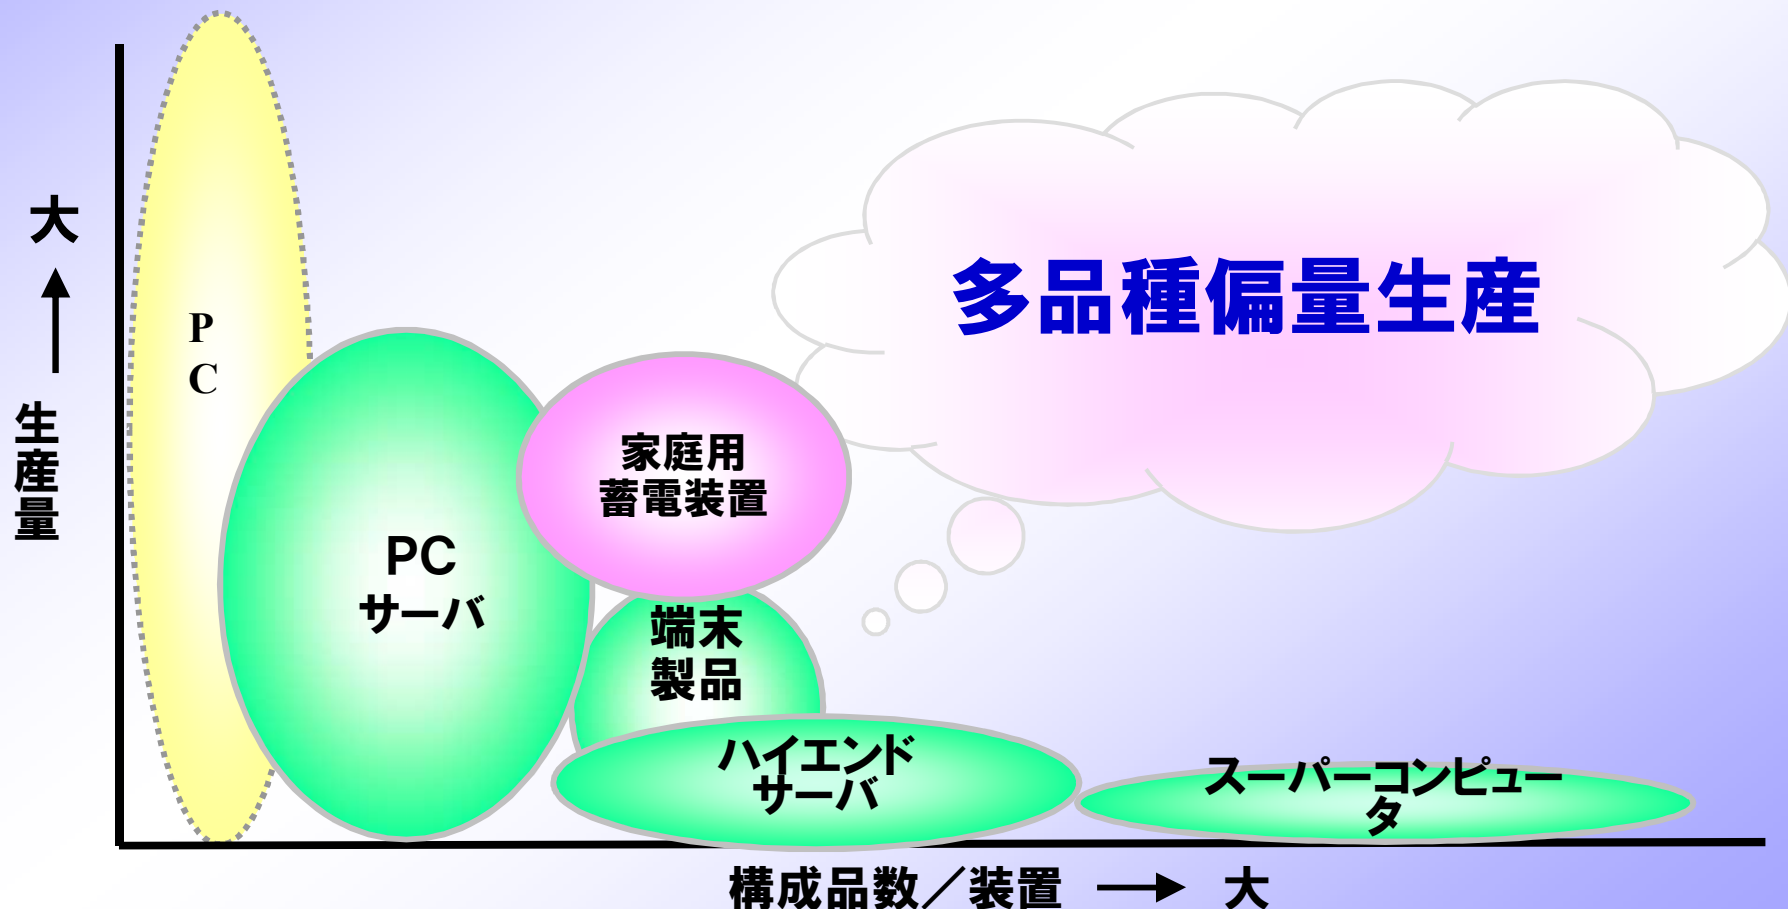 大
生産量
P
C
PC
サーバ
家庭用
蓄電装置
端末
製品
ハイエンド
サーバ
スーパーコンピュー
タ
多品種偏量生産
構成品数／装置
大